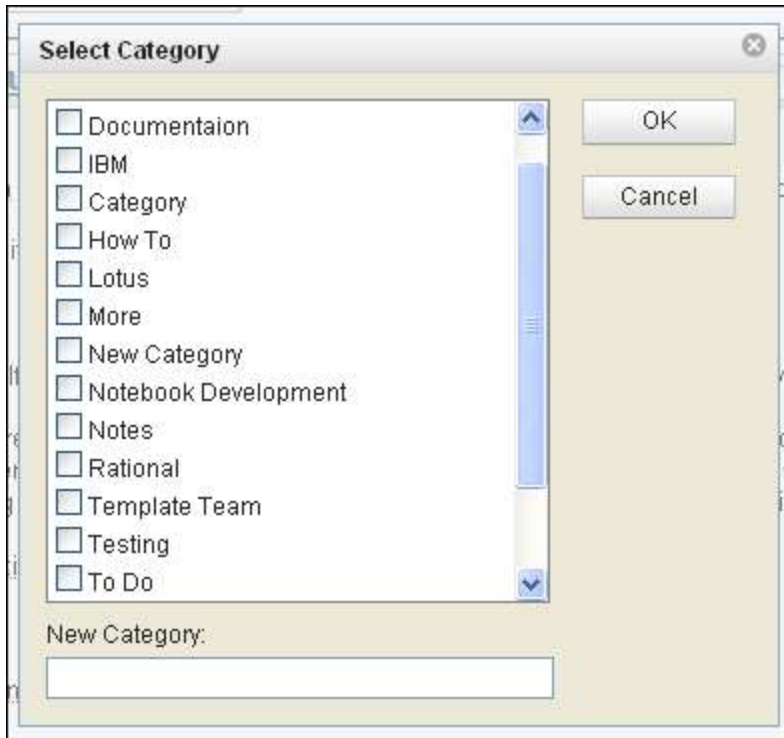 Select Category
Documentaion
OK
IBM
Category
Cancel
How To
Lotus
More
New Category
Notebook Development
Notes
Rational
Template Team
Testing
To Do
New Category: